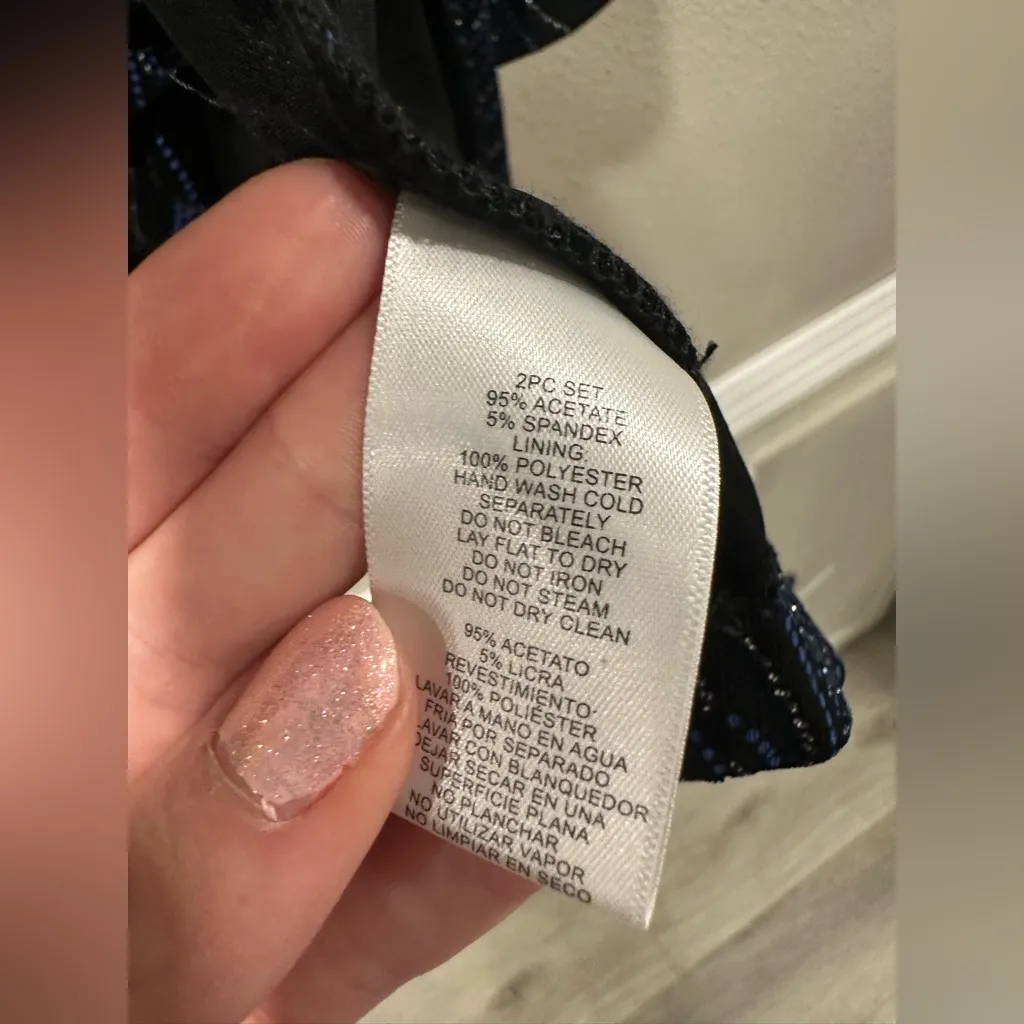 2PC SET
95% ACETATE
5% SPANDEX
LINING:
100% POLYESTER
HAND WASH COLD
SEPARATELY
DO NOT BLEACH
LAY FLAT TO DRY
DO NOT IRON
DO NOT STEAM
DO NOT DRY CLEAN
95% ACETATO
5% LICRA
REVESTIMIENTO:
100% POLIÉSTER
LAVAR A MANO EN AGUA
FRIA POR SEPARADO
LAVAR CON BLANQUEDOR
DEJAR SECAR EN UNA
SUPERFICIE PLANA
NO PLANCHAR
NO UTILIZAR VAPOR
NO LIMPIAR EN SECO